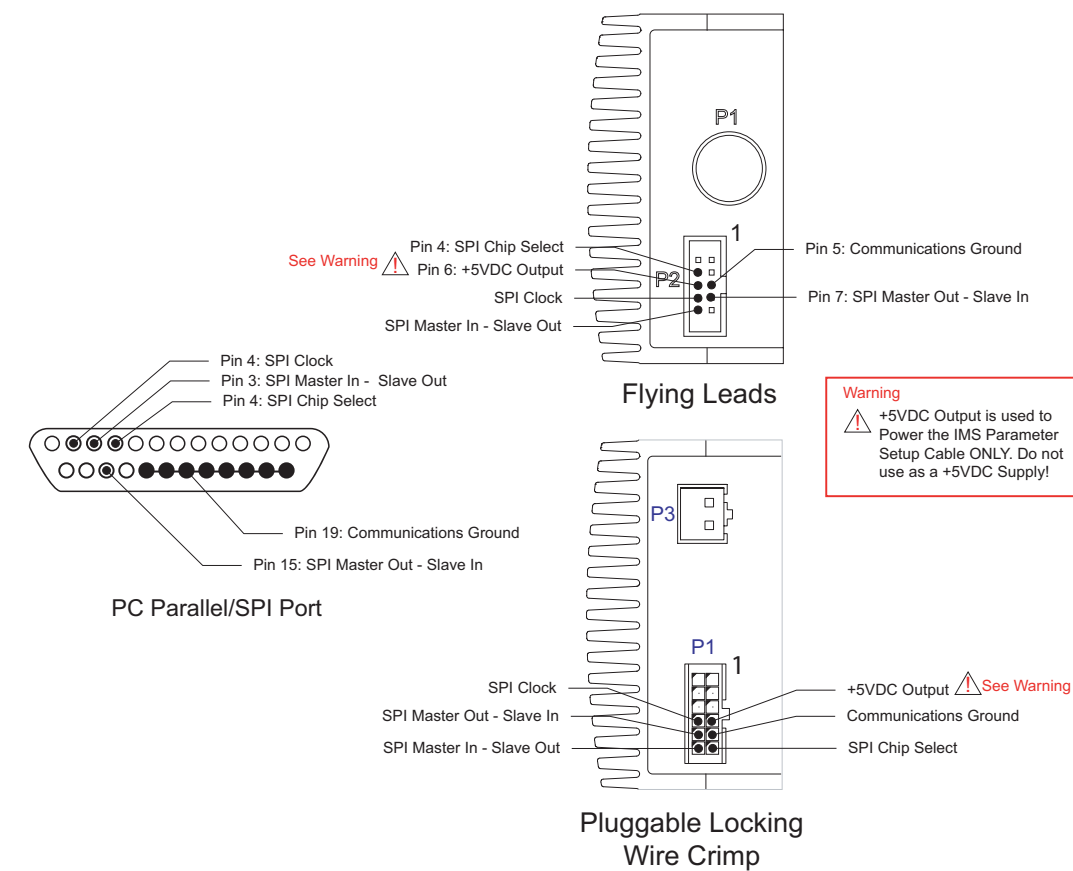 P1
1
Pin 4: SPI Chip Select
Pin 5: Communications Ground
See Warning
Pin 6: +5VDC Output
P2
SPI Clock
Pin 7: SPI Master Out - Slave In
SPI Master In - Slave Out
Flying Leads
Pin 4: SPI Clock
Pin 3: SPI Master In - Slave Out
Pin 4: SPI Chip Select
Pin 19: Communications Ground
Pin 15: SPI Master Out - Slave In
PC Parallel/SPI Port
Warning
+5VDC Output is used to
Power the IMS Parameter
Setup Cable ONLY. Do not
use as a +5VDC Supply!
P3
P1
1
SPI Clock
+5VDC Output
See Warning
SPI Master Out - Slave In
Communications Ground
SPI Master In - Slave Out
SPI Chip Select
Pluggable Locking
Wire Crimp